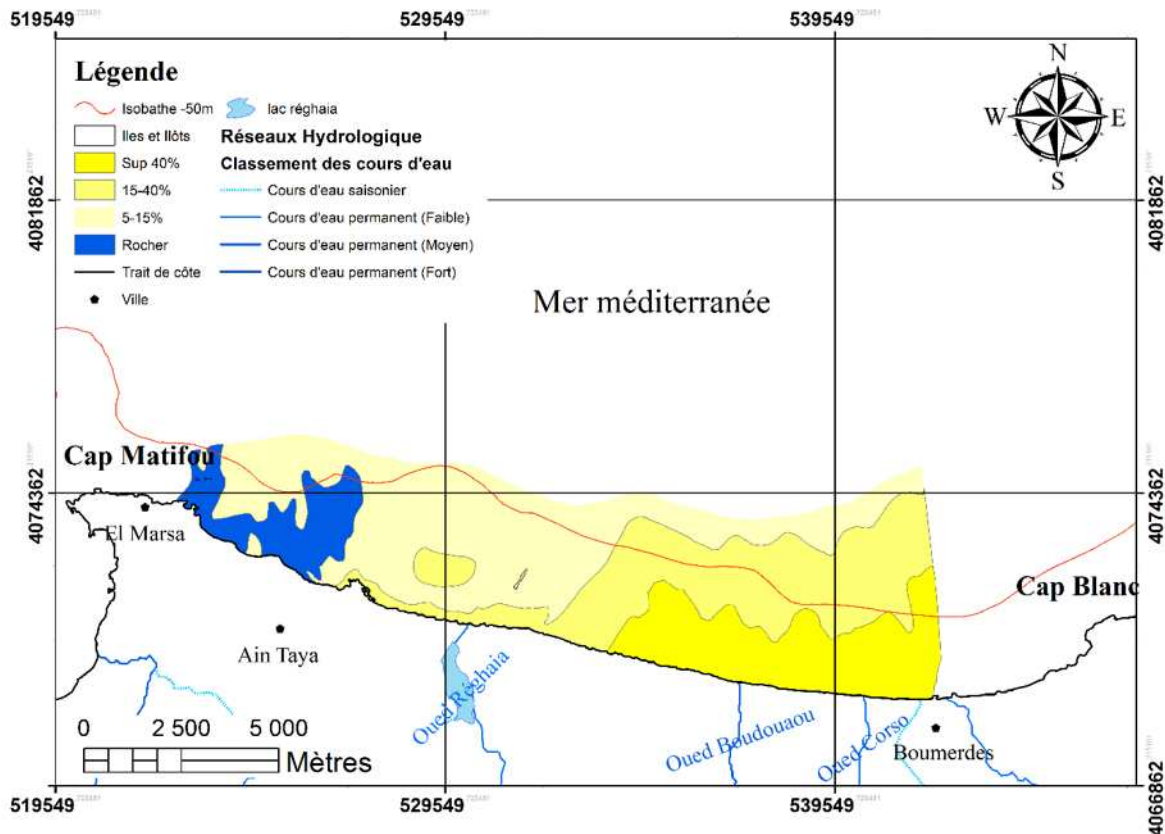 519549
529549
539549
Légende
Isobathe -50m
Iles et Ilôts
Sup 40%
15-40%
5-15%
Rocher
Trait de côte
Ville
lac réghaia
Réseaux Hydrologique
Classement des cours d'eau
Cours d'eau saisonier
Cours d'eau permanent (Faible)
Cours d'eau permanent (Moyen)
Cours d'eau permanent (Fort)
N
W
E
S
4081862
4081862
Mer méditerranée
Cap Matifou
4074362
4074362
El Marsa
Cap Blanc
Ain Taya
Oued Réghaia
Oued Boudouaou
Oued Corso
Boumerdes
0
2 500
5 000
Mètres
4066862
519549
529549
539549